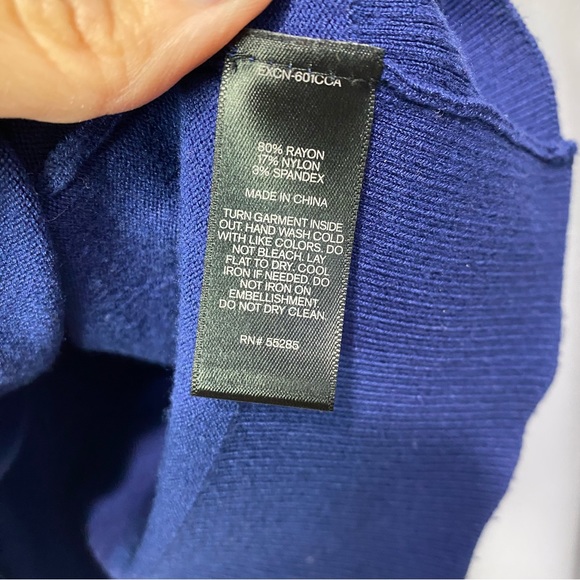 EXCN-601CCA
80% RAYON
17% NYLON
3% SPANDEX
MADE IN CHINA
TURN GARMENT INSIDE
OUT. HAND WASH COLD
WITH LIKE COLORS. DO
NOT BLEACH. LAY
FLAT TO DRY. COOL
IRON IF NEEDED. DO
NOT IRON ON
EMBELLISHMENT.
DO NOT DRY CLEAN.
RN# 55285